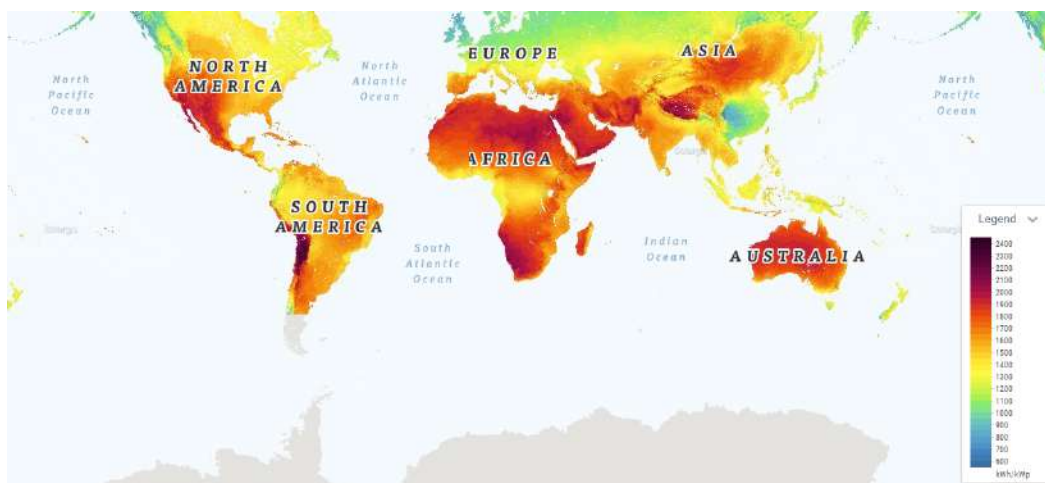 EUROPE
ASIA
NORTH
AMERICA
North
Pacific
Ocean
North
Atlantic
Ocean
North
Pacific
Ocean
AFRICA
SOUTH
AMERICA
South
Atlantic
Ocean
Indian
Ocean
AUSTRALIA
Legend
2400
2300
2200
2100
2000
1900
1800
1700
1600
1500
1400
1300
1200
1100
1000
900
800
700
600
kWh/kWp